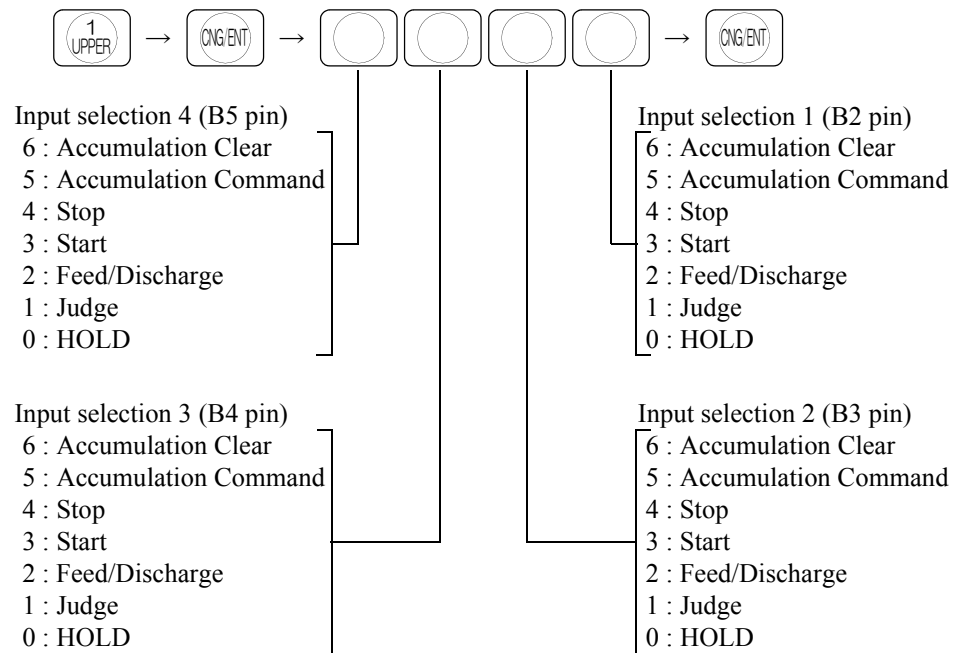 1 UPPER → CNG/ENT → → CNG/ENT
Input selection 4 (B5 pin)
6 : Accumulation Clear
5 : Accumulation Command
4 : Stop
3 : Start
2 : Feed/Discharge
1 : Judge
0 : HOLD
Input selection 1 (B2 pin)
6 : Accumulation Clear
5 : Accumulation Command
4 : Stop
3 : Start
2 : Feed/Discharge
1 : Judge
0 : HOLD
Input selection 3 (B4 pin)
6 : Accumulation Clear
5 : Accumulation Command
4 : Stop
3 : Start
2 : Feed/Discharge
1 : Judge
0 : HOLD
Input selection 2 (B3 pin)
6 : Accumulation Clear
5 : Accumulation Command
4 : Stop
3 : Start
2 : Feed/Discharge
1 : Judge
0 : HOLD